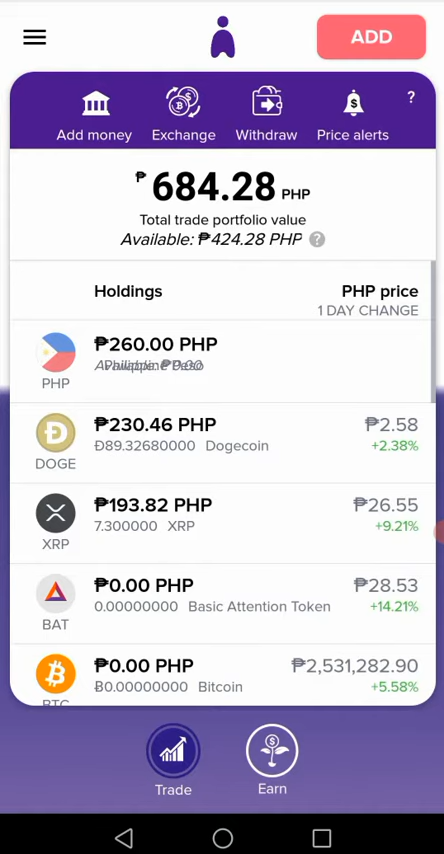 ADD
Add money Exchange Withdraw Price alerts ?
₱684.28 PHP
Total trade portfolio value
Available: ₱424.28 PHP ?
Holdings PHP price
1 DAY CHANGE
₱260.00 PHP
PHP
₱230.46 PHP ₱2.58
Ð89.32680000 Dogecoin +2.38%
DOGE
₱193.82 PHP ₱26.55
7.300000 XRP +9.21%
XRP
₱0.00 PHP ₱28.53
0.00000000 Basic Attention Token +14.21%
BAT
₱0.00 PHP ₱2,531,282.90
Ƀ0.00000000 Bitcoin +5.58%
BTC
Trade Earn